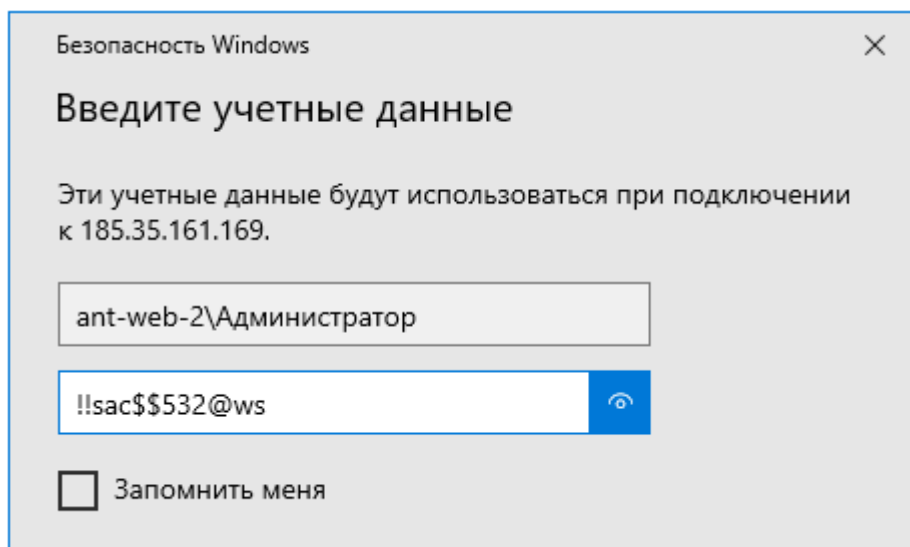 Безопасность Windows
Введите учетные данные
Эти учетные данные будут использоваться при подключении
к 185.35.161.169.
ant-web-2\Администратор
!!sac$$532@ws
Запомнить меня